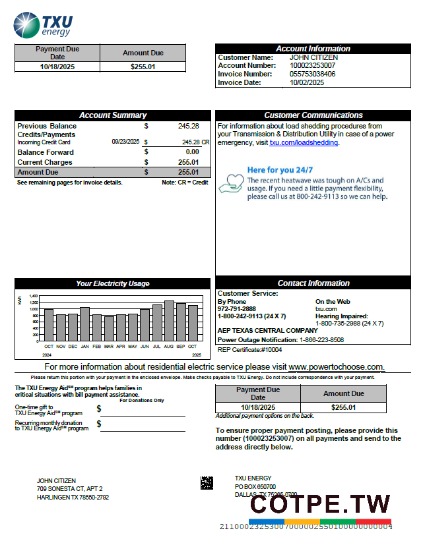 TXU
energy
Payment Due Date
Amount Due
10/18/2025
$255.01
Account Information
Customer Name: JOHN CITIZEN
Account Number: 100023253007
Invoice Number: 055753038406
Invoice Date: 10/02/2025
Account Summary
Previous Balance $ 245.28
Credits/Payments
Incoming Credit Card 09/23/2025 $ 245.28 CR
Balance Forward $ 0.00
Current Charges $ 255.01
Amount Due $ 255.01
See remaining pages for invoice details. Note: CR = Credit
Customer Communications
For information about load shedding procedures from
your Transmission & Distribution Utility in case of a power
emergency, visit txu.com/loadshedding.
Here for you 24/7
The recent heatwave was tough on A/Cs and
usage. If you need a little payment flexibility,
please call us at 800-242-9113 so we can help.
Your Electricity Usage
1,400
1,200
1,000
800
600
400
200
0
OCT NOV DEC JAN FEB MAR APR MAY JUN JUL AUG SEP OCT
2024 2025
Contact Information
Customer Service:
By Phone
972-791-2888
1-800-242-9113 (24 X 7)
On the Web
txu.com
Hearing Impaired:
1-800-735-2988 (24 X 7)
AEP TEXAS CENTRAL COMPANY
Power Outage Notification: 1-866-223-8508
REP Certificate:#10004
For more information about residential electric service please visit www.powertochoose.com.
Please return this portion with your payment in the enclosed envelope. Make checks payable to TXU Energy. Do not include correspondence with your payment.
The TXU Energy Aid℠ program helps families in
critical situations with bill payment assistance.
For Donations Only
One-time gift to
TXU Energy Aid℠ program $
Recurring monthly donation
to TXU Energy Aid℠ program $
Payment Due Date
Amount Due
10/18/2025
$255.01
Additional payment options on the back.
To ensure proper payment posting, please provide this
number (100023253007) on all payments and send to the
address directly below.
JOHN CITIZEN
709 SONESTA CT, APT 2
HARLINGEN TX 78550-2782
TXU ENERGY
PO BOX 650700
DALLAS TX 75265-0700
COTPE.TW